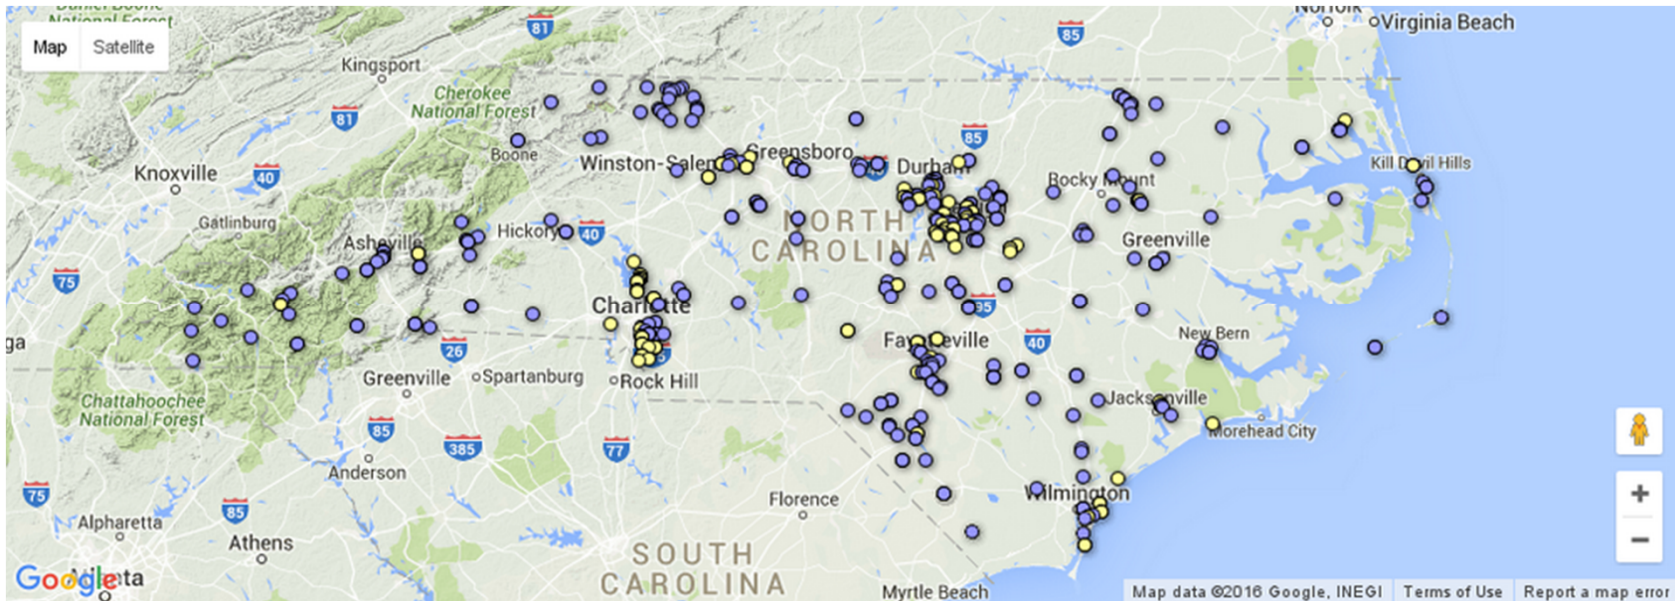 Daniel Boone
National Forest
Norfolk
Virginia Beach
Map
Satellite
81
85
Kingsport
Cherokee
National Forest
81
85
Boone
Winston-Salem
Greensboro
Durham
Kill Devil Hills
Knoxville
40
Rocky Mount
Gatlinburg
Hickory
40
NORTH
CAROLINA
Asheville
Greenville
75
Charlotte
95
New Bern
26
Fayetteville
40
Greenville
Spartanburg
Rock Hill
Chattahoochee
National Forest
Jacksonville
85
385
77
Morehead City
Anderson
75
85
Florence
Wilmington
Alpharetta
Athens
SOUTH
CAROLINA
Google
Myrtle Beach
Map data ©2016 Google, INEGI
Terms of Use
Report a map error